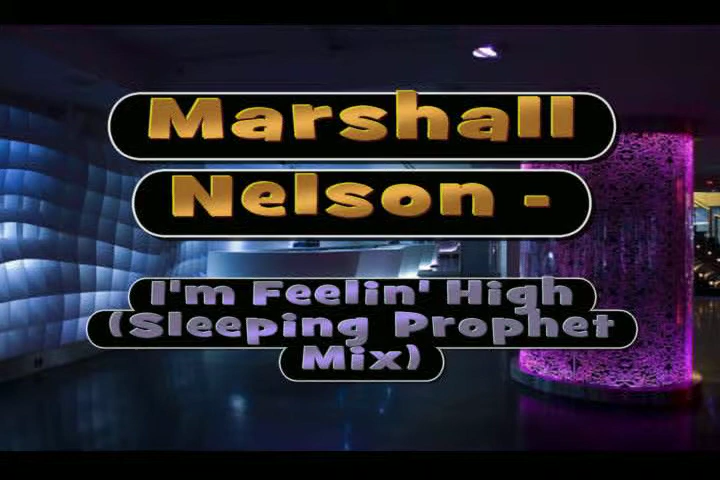 Marshall
Nelson -
I'm Feelin' High
(Sleeping Prophet
Mix)